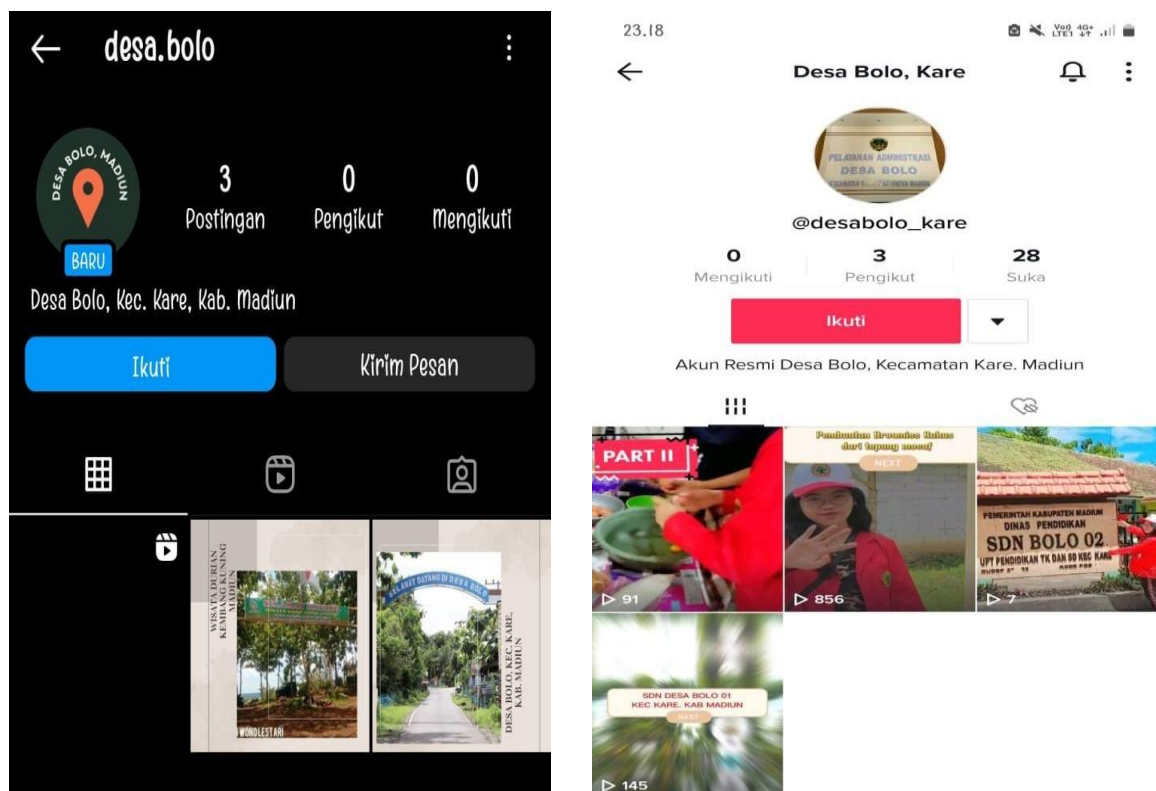 desa.bolo
DESA BOLO, MADIUN
BARU
3
Postingan
0
Pengikut
0
Mengikuti
Desa Bolo, Kec. Kare, Kab. Madiun
Ikuti
Kirim Pesan
WISATA DURIAN
KEMBANG KUNING
MADIUN
WONOLESTARI
SELAMAT DATANG DI DESA BOLO
DESA BOLO, KEC. KARE,
KAB. MADIUN
23.18
Vo)) 4G+
LTE1
Desa Bolo, Kare
PELAYANAN ADMINISTRASI
DESA BOLO
@desabolo_kare
0
Mengikuti
3
Pengikut
28
Suka
Ikuti
Akun Resmi Desa Bolo, Kecamatan Kare. Madiun
PART II
91
Pembuatan Brownies Kukus
dari tepung mocaf
NEXT
856
PEMERINTAH KABUPATEN MADIUN
DINAS PENDIDIKAN
SDN BOLO 02
UPT PENDIDIKAN TK DAN SD KEC KARE
7
SDN DESA BOLO 01
KEC KARE. KAB MADIUN
NEXT
145